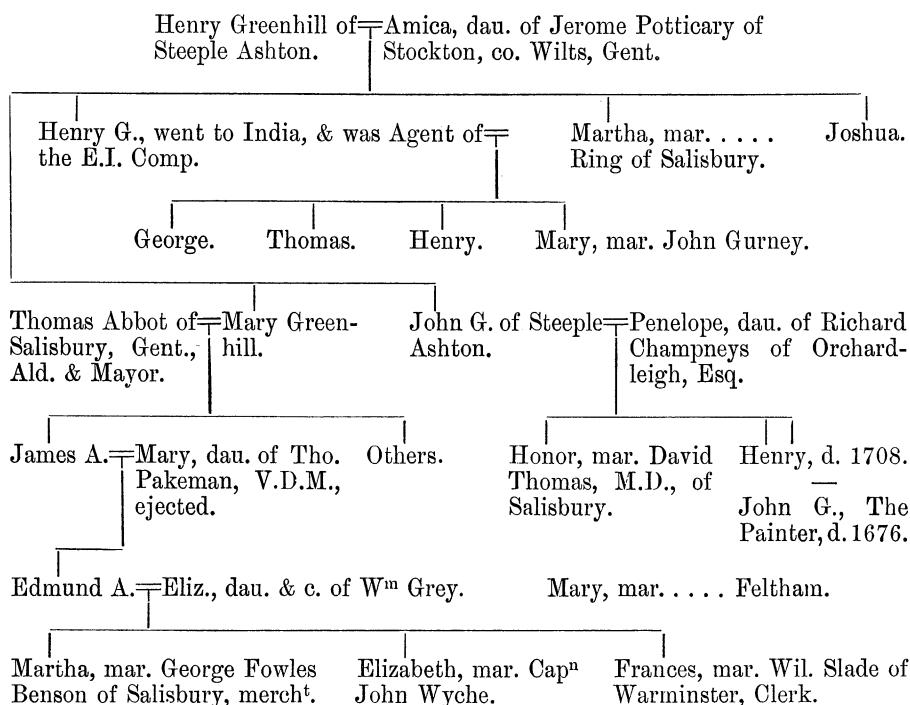 Henry Greenhill of Steeple Ashton. = Amica, dau. of Jerome Potticary of
Stockton, co. Wilts, Gent.
Henry G., went to India, & was Agent of
the E.I. Comp.
Martha, mar. . . . . .
Ring of Salisbury.
Joshua.
George.
Thomas.
Henry.
Mary, mar. John Gurney.
Thomas Abbot of
Salisbury, Gent.,
Ald. & Mayor.
Mary Green-
hill.
John G. of Steeple
Ashton.
Penelope, dau. of Richard
Champneys of Orchard-
leigh, Esq.
James A.
Mary, dau. of Tho.
Pakeman, V.D.M.,
ejected.
Others.
Honor, mar. David
Thomas, M.D., of
Salisbury.
Henry, d. 1708.
—
John G., The
Painter, d. 1676.
Edmund A.
Eliz., dau. & c. of Wᵐ Grey.
Mary, mar. . . . . . Feltham.
Martha, mar. George Fowles
Benson of Salisbury, merchᵗ.
Elizabeth, mar. Capⁿ
John Wyche.
Frances, mar. Wil. Slade of
Warminster, Clerk.